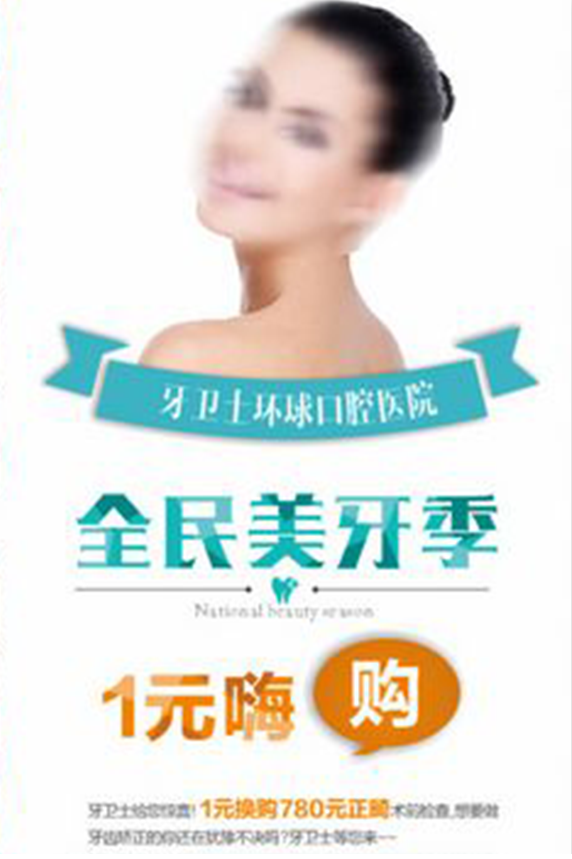 牙卫士环球口腔医院
全民美牙季
National beauty season
1元嗨购
牙卫士给您惊喜!1元换购780元正畸术前检查,想要做
牙齿矫正的你还在犹豫不决吗?牙卫士等您来~~